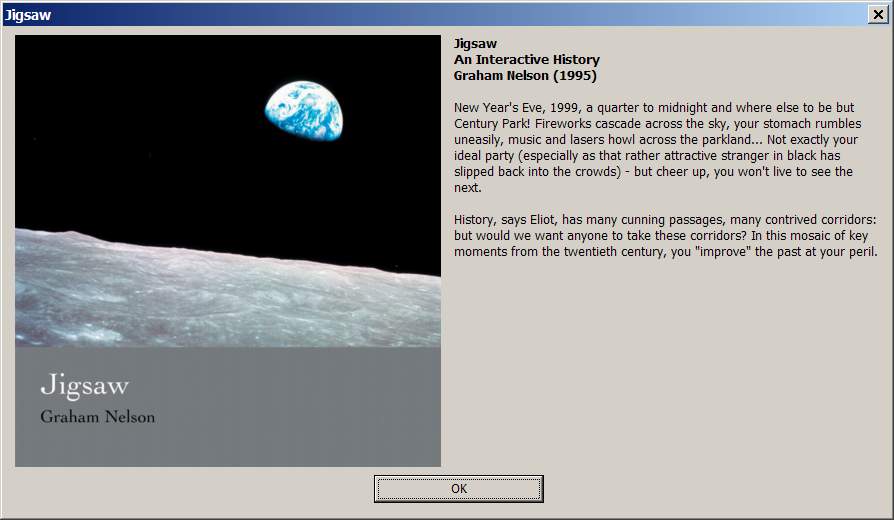 Jigsaw
Jigsaw
An Interactive History
Graham Nelson (1995)
New Year's Eve, 1999, a quarter to midnight and where else to be but
Century Park! Fireworks cascade across the sky, your stomach rumbles
uneasily, music and lasers howl across the parkland... Not exactly your
ideal party (especially as that rather attractive stranger in black has
slipped back into the crowds) - but cheer up, you won't live to see the
next.
History, says Eliot, has many cunning passages, many contrived corridors:
but would we want anyone to take these corridors? In this mosaic of key
moments from the twentieth century, you "improve" the past at your peril.
Jigsaw
Graham Nelson
OK